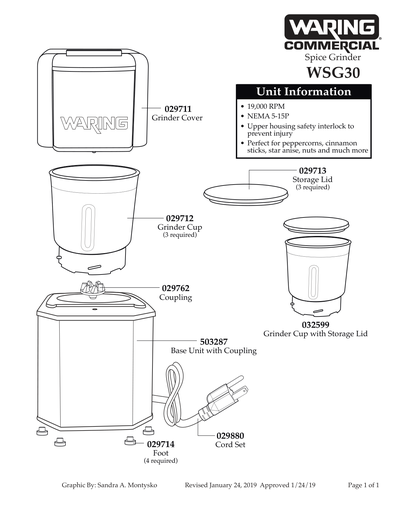 WARING
COMMERCIAL
Spice Grinder
WSG30
Unit Information
• 19,000 RPM
• NEMA 5-15P
• Upper housing safety interlock to
prevent injury
• Perfect for peppercorns, cinnamon
sticks, star anise, nuts and much more
029711
Grinder Cover
WARING
029713
Storage Lid
(3 required)
029712
Grinder Cup
(3 required)
029762
Coupling
032599
Grinder Cup with Storage Lid
503287
Base Unit with Coupling
029880
Cord Set
029714
Foot
(4 required)
Graphic By: Sandra A. Montysko
Revised January 24, 2019 Approved 1/24/19
Page 1 of 1